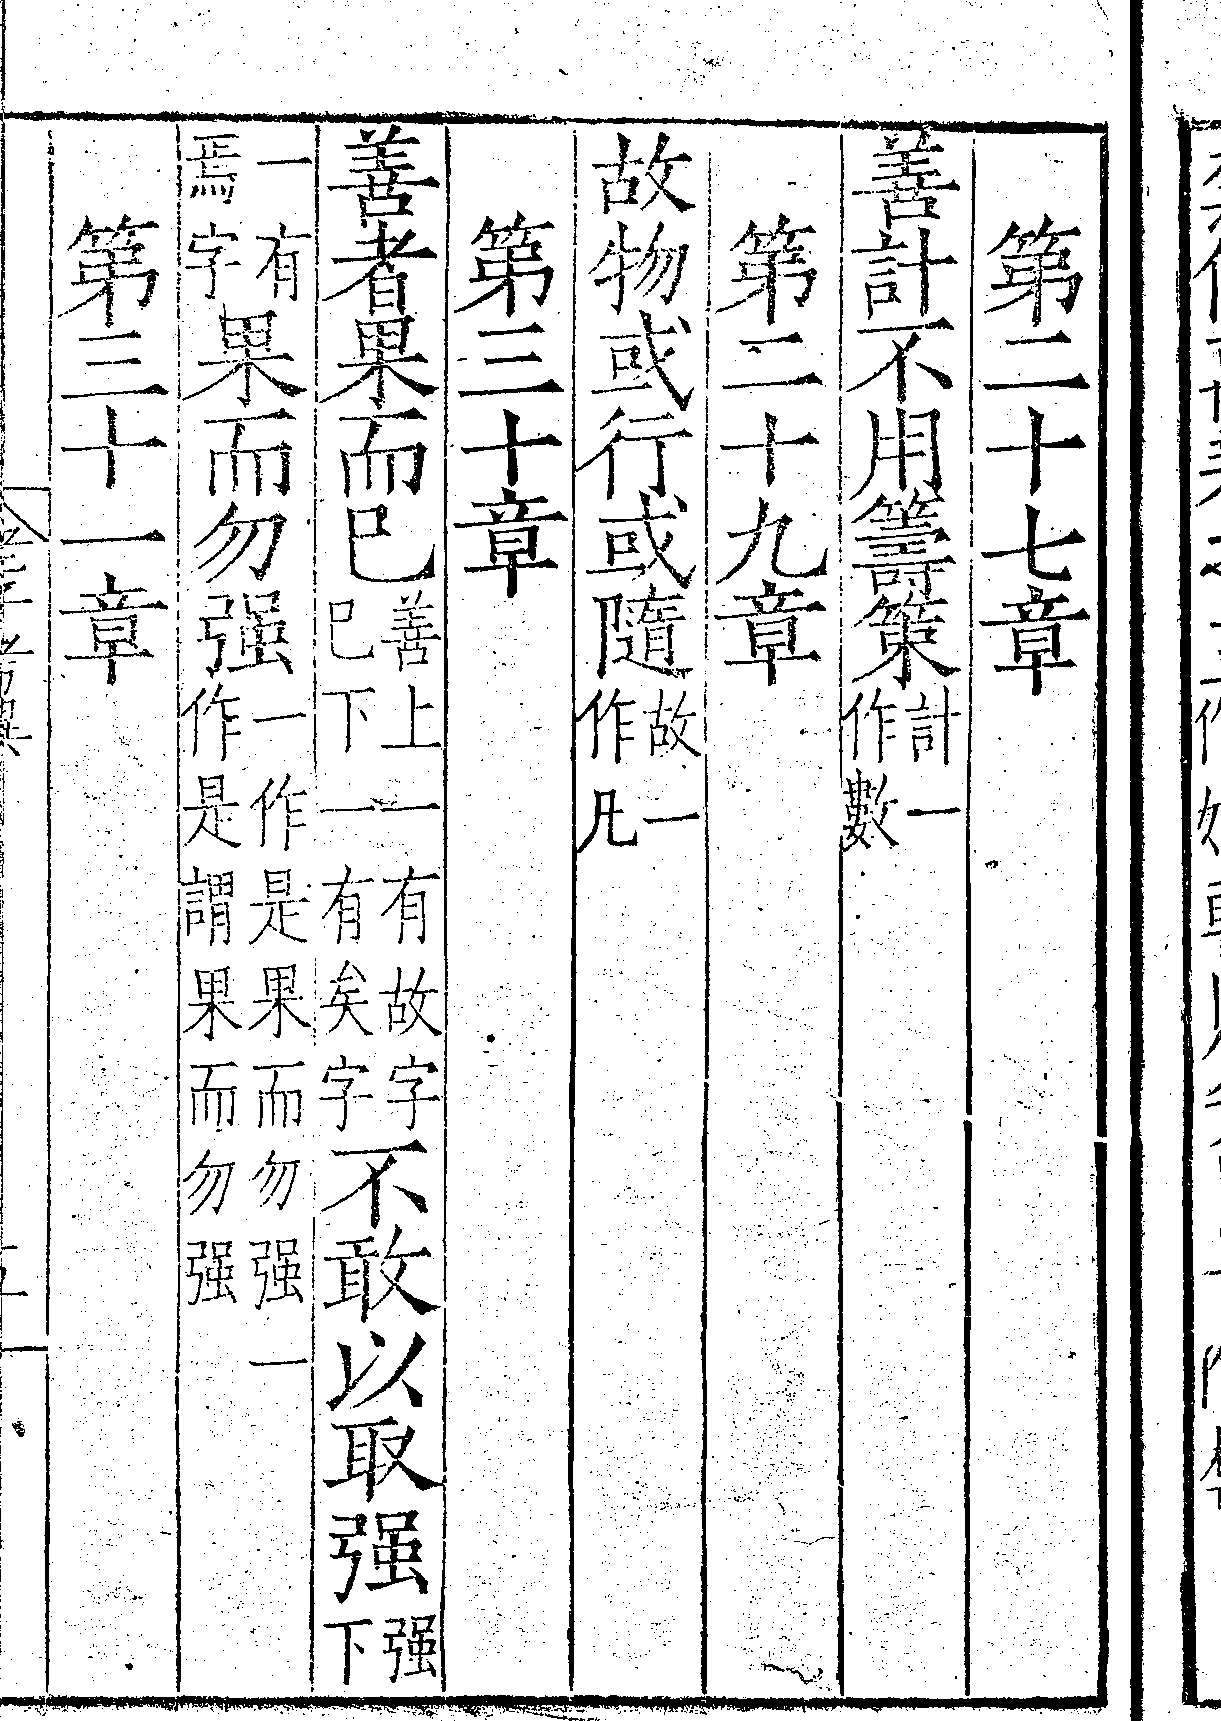 第二十七章
善計不用籌策計一作數
第二十九章
故物或行或隨故一作凡
第三十章
善者果而巳善上一有故字巳下一有矣字不敢以取强强下
一有焉字果而勿强一作是果而勿强一作是謂果而勿强
第三十一章